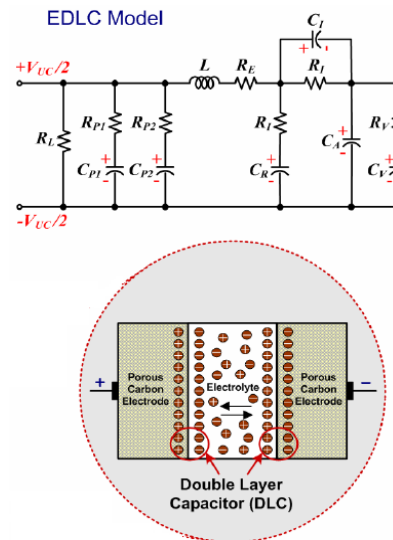 EDLC Model
C_I
+ -
+V_UC/2
L R_E R_I
R_P1 R_P2 R_I R_V
R_L
+ + + +
C_P1 C_P2 C_R C_A C_V
- - - - -
-V_UC/2
Porous
Carbon
Electrode
Electrolyte
Porous
Carbon
Electrode
+ -
Double Layer
Capacitor (DLC)